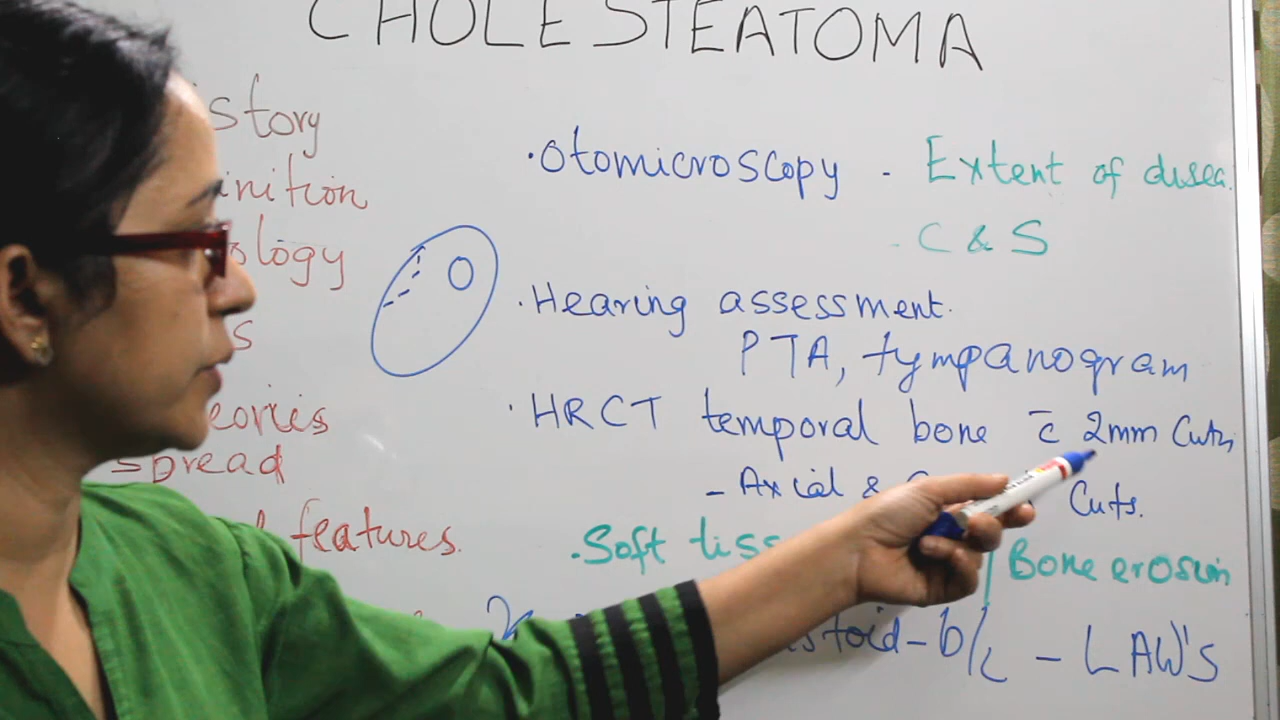 CHOLESTEATOMA
story
inition
ology
s
eories
spread
features.
· Otomicroscopy - Extent of disea
- C & S
· Hearing assessment.
PTA, tympanogram
· HRCT temporal bone c̄ 2mm Cuts
- Axial & C Cuts.
· Soft tiss Bone erosion
stoid - b/L - LAW'S